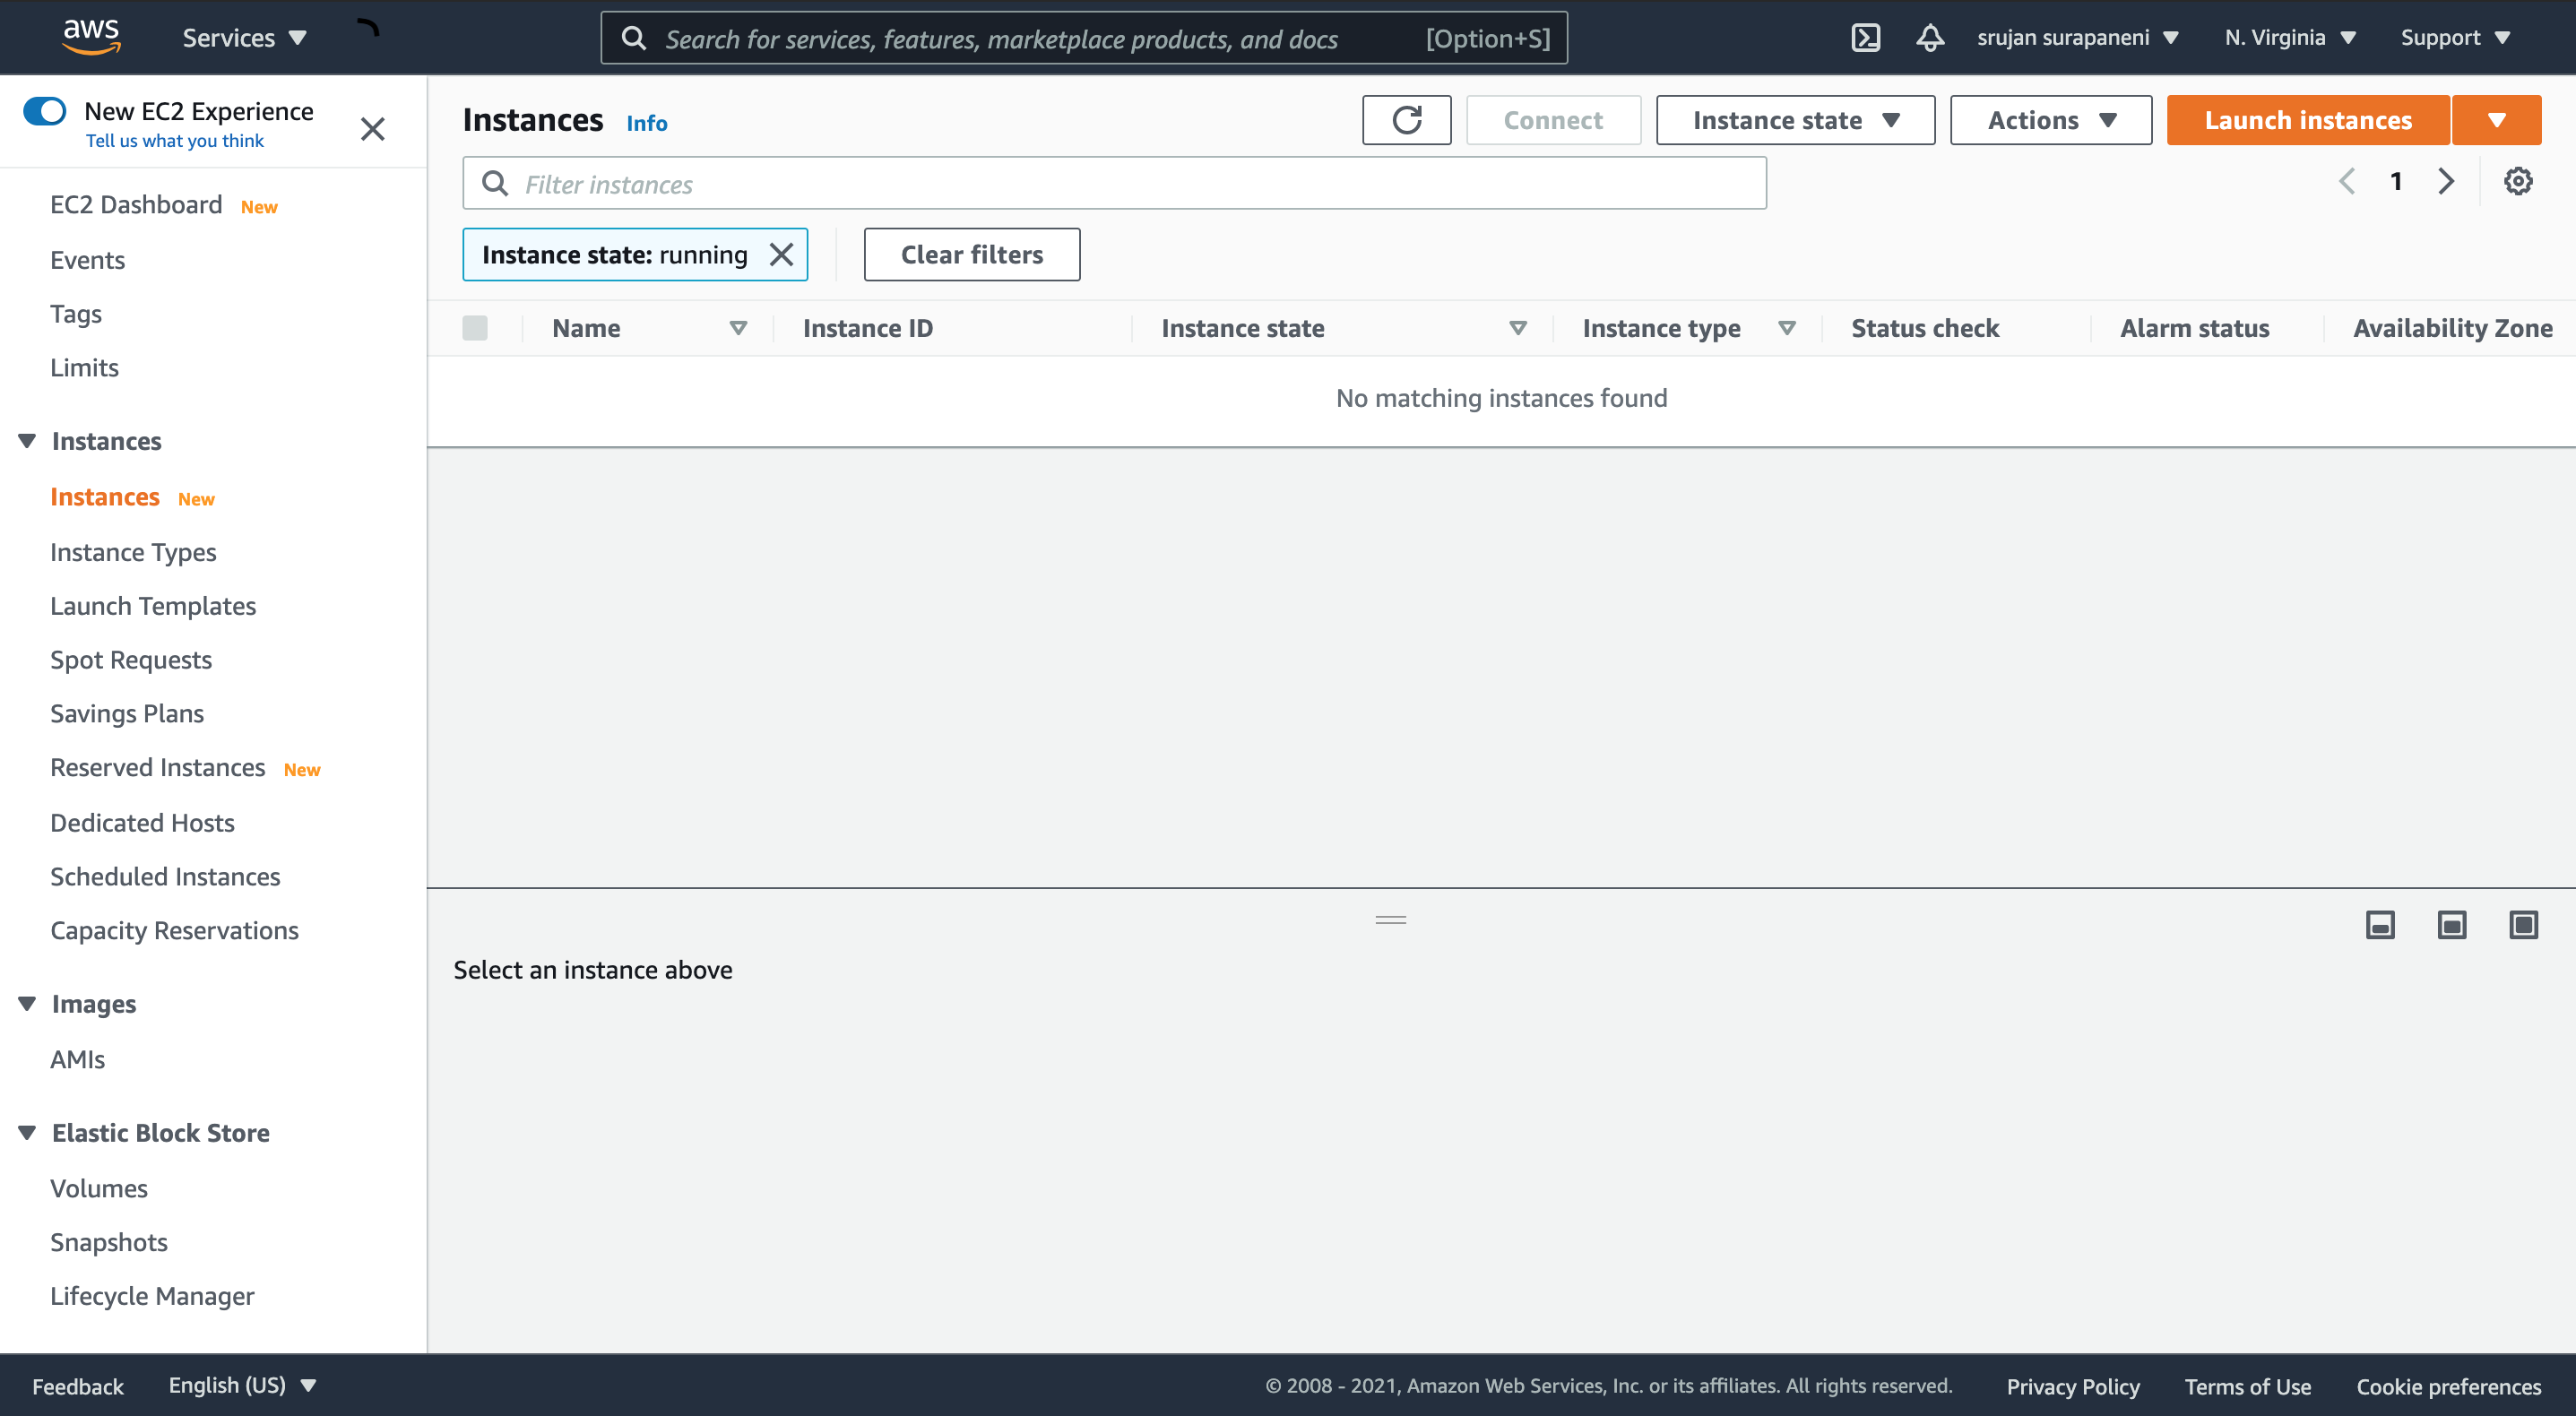 aws
Services
Search for services, features, marketplace products, and docs
[Option+S]
srujan surapaneni
N. Virginia
Support
New EC2 Experience
Tell us what you think
EC2 Dashboard New
Events
Tags
Limits
Instances
Instances New
Instance Types
Launch Templates
Spot Requests
Savings Plans
Reserved Instances New
Dedicated Hosts
Scheduled Instances
Capacity Reservations
Images
AMIs
Elastic Block Store
Volumes
Snapshots
Lifecycle Manager
Instances Info
Connect
Instance state
Actions
Launch instances
Filter instances
1
Instance state: running
Clear filters
Name
Instance ID
Instance state
Instance type
Status check
Alarm status
Availability Zone
No matching instances found
Select an instance above
Feedback
English (US)
© 2008 - 2021, Amazon Web Services, Inc. or its affiliates. All rights reserved.
Privacy Policy
Terms of Use
Cookie preferences